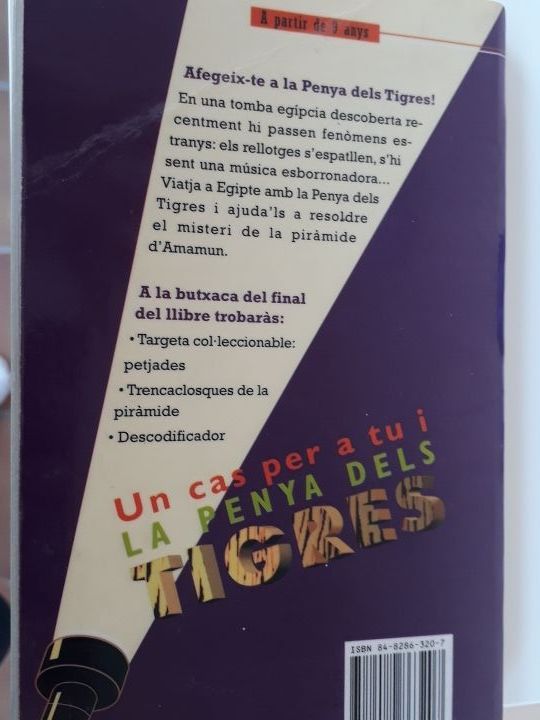 A partir de 9 anys
Afegeix-te a la Penya dels Tigres!
En una tomba egípcia descoberta re-
centment hi passen fenòmens es-
tranys: els rellotges s'espatllen, s'hi
sent una música esborronadora...
Viatja a Egipte amb la Penya dels
Tigres i ajuda'ls a resoldre
el misteri de la piràmide
d'Amamun.
A la butxaca del final
del llibre trobaràs:
• Targeta col·leccionable:
petjades
• Trencaclosques de la
piràmide
• Descodificador
Un cas per a tu i
LA PENYA DELS
TIGRES
ISBN 84-8286-320-7